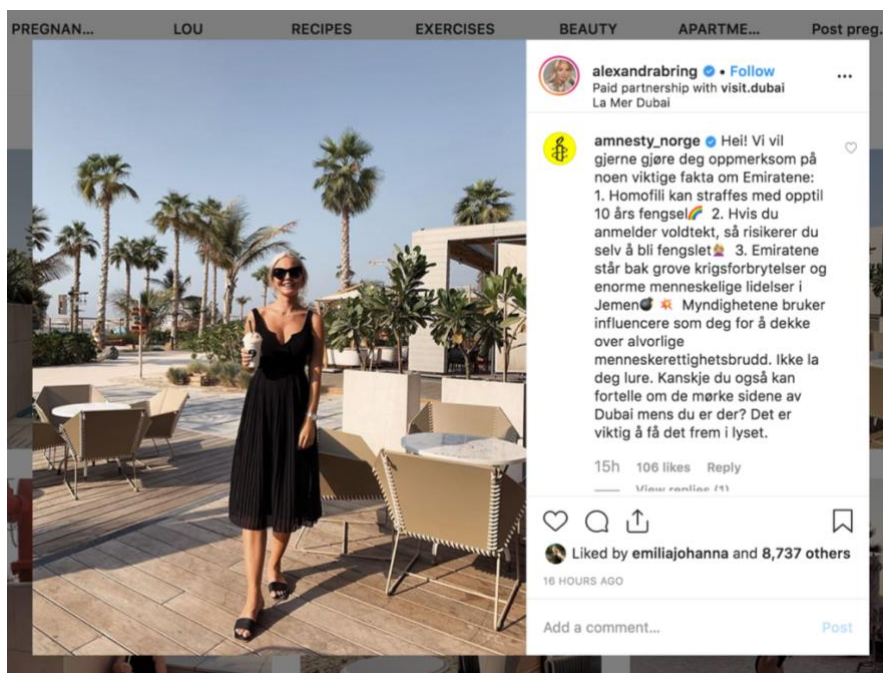 PREGNAN...
LOU
RECIPES
EXERCISES
BEAUTY
APARTME...
Post preg.
alexandrabring • Follow
Paid partnership with visit.dubai
La Mer Dubai
amnesty_norge Hei! Vi vil
gjerne gjøre deg oppmerksom på
noen viktige fakta om Emiratene:
1. Homofili kan straffes med opptil
10 års fengsel🌈 2. Hvis du
anmelder voldtekt, så risikerer du
selv å bli fengslet🤦‍♀️ 3. Emiratene
står bak grove krigsforbrytelser og
enorme menneskelige lidelser i
Jemen💣 💥 Myndighetene bruker
influencere som deg for å dekke
over alvorlige
menneskerettighetsbrudd. Ikke la
deg lure. Kanskje du også kan
fortelle om de mørke sidene av
Dubai mens du er der? Det er
viktig å få det frem i lyset.
15h 106 likes Reply
View replies (1)
Liked by emiliajohanna and 8,737 others
16 HOURS AGO
Add a comment... Post